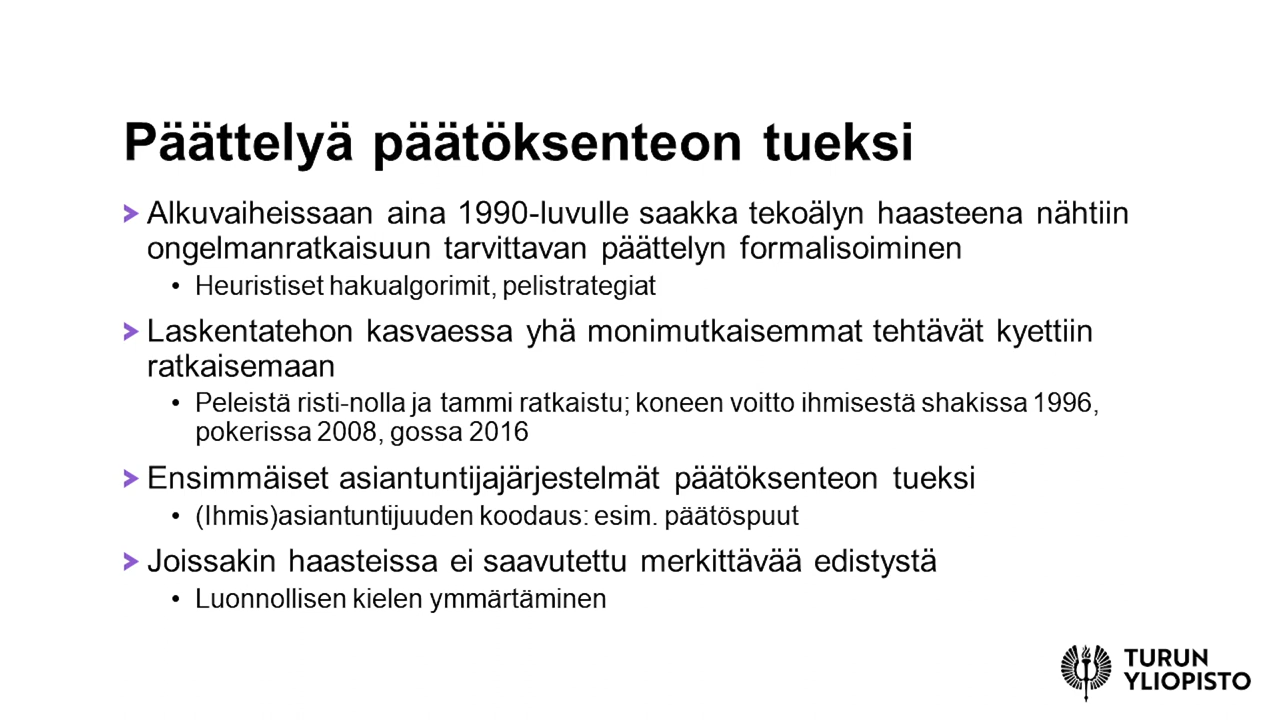 Päättelyä päätöksenteon tueksi
> Alkuvaiheissaan aina 1990-luvulle saakka tekoälyn haasteena nähtiin
ongelmanratkaisuun tarvittavan päättelyn formalisoiminen
• Heuristiset hakualgorimit, pelistrategiat
> Laskentatehon kasvaessa yhä monimutkaisemmat tehtävät kyettiin
ratkaisemaan
• Peleistä risti-nolla ja tammi ratkaistu; koneen voitto ihmisestä shakissa 1996,
pokerissa 2008, gossa 2016
> Ensimmäiset asiantuntijajärjestelmät päätöksenteon tueksi
• (Ihmis)asiantuntijuuden koodaus: esim. päätöspuut
> Joissakin haasteissa ei saavutettu merkittävää edistystä
• Luonnollisen kielen ymmärtäminen
TURUN
YLIOPISTO